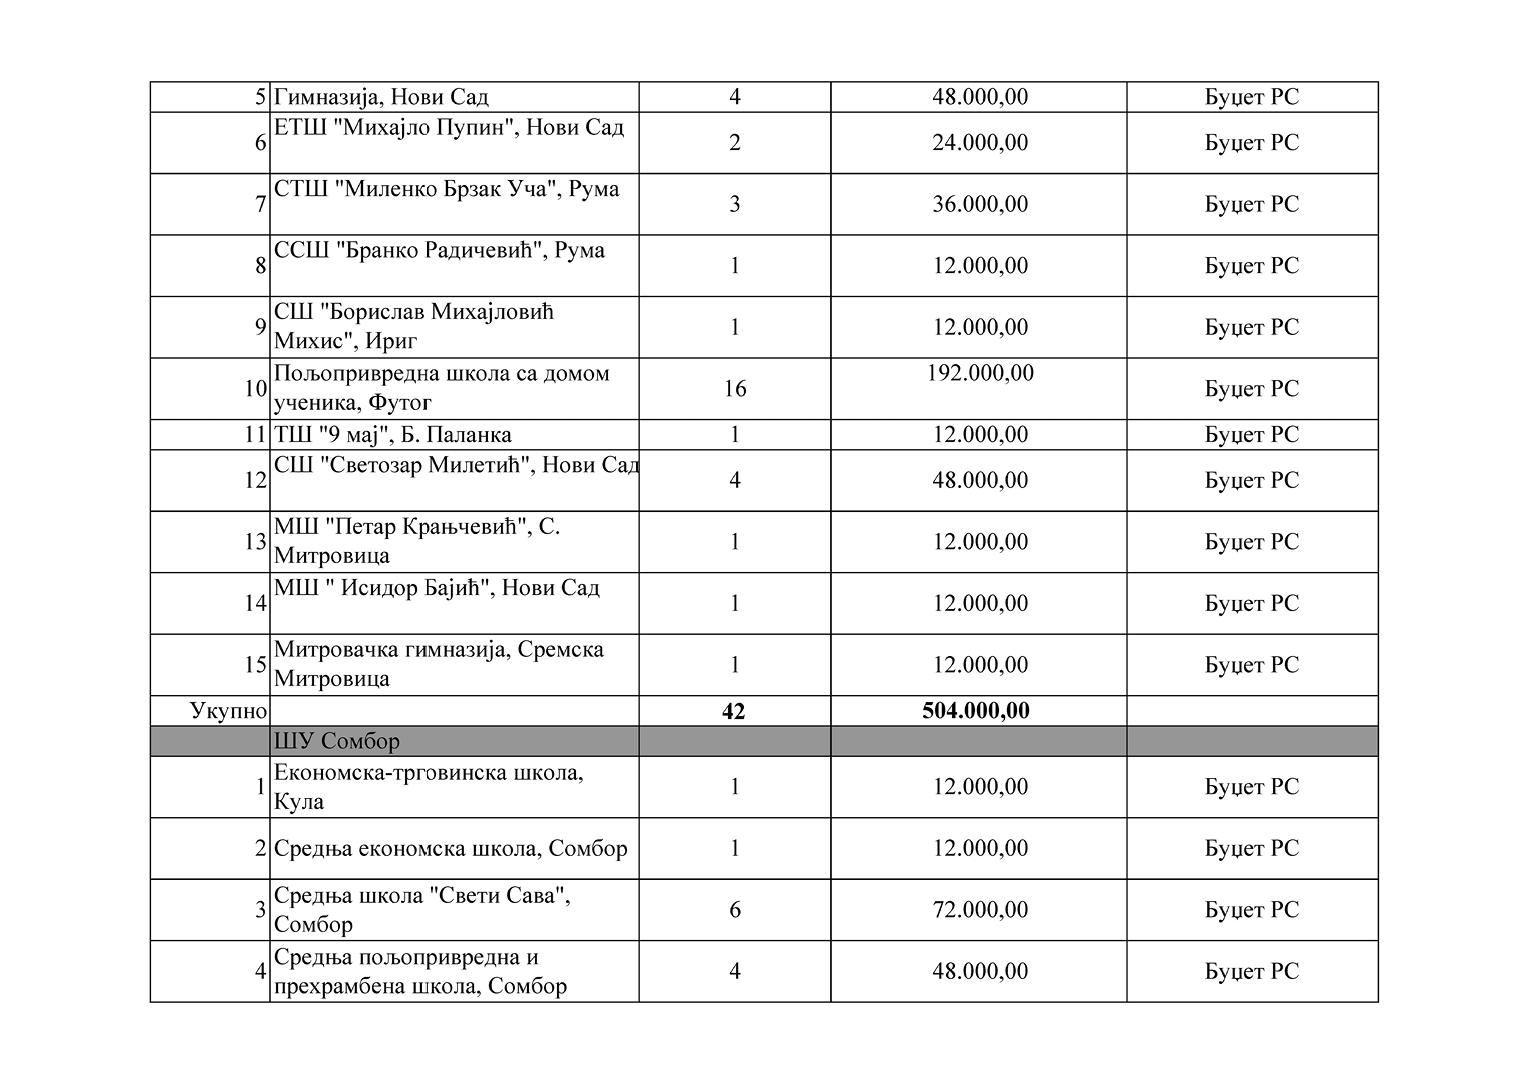 5 Гимназија, Нови Сад 4 48.000,00 Буџет РС
ЕТШ "Михајло Пупин", Нови Сад
6 2 24.000,00 Буџет РС
СТШ "Миленко Брзак Уча", Рума
7 3 36.000,00 Буџет РС
ССШ "Бранко Радичевић", Рума
8 1 12.000,00 Буџет РС
СШ "Борислав Михајловић
9 1 12.000,00 Буџет РС
Михис", Ириг
Пољопривредна школа са домом 192.000,00
10 16 Буџет РС
ученика, Футог
11 ТШ "9 мај", Б. Паланка 1 12.000,00 Буџет РС
СШ "Светозар Милетић", Нови Сад
12 4 48.000,00 Буџет РС
МШ "Петар Крањчевић", С.
13 1 12.000,00 Буџет РС
Митровица
МШ " Исидор Бајић", Нови Сад
14 1 12.000,00 Буџет РС
Митровачка гимназија, Сремска
15 1 12.000,00 Буџет РС
Митровица
Укупно 42 504.000,00
ШУ Сомбор
Економска-трговинска школа,
1 1 12.000,00 Буџет РС
Кула
2 Средња економска школа, Сомбор 1 12.000,00 Буџет РС
Средња школа "Свети Сава",
3 6 72.000,00 Буџет РС
Сомбор
Средња пољопривредна и
4 4 48.000,00 Буџет РС
прехрамбена школа, Сомбор